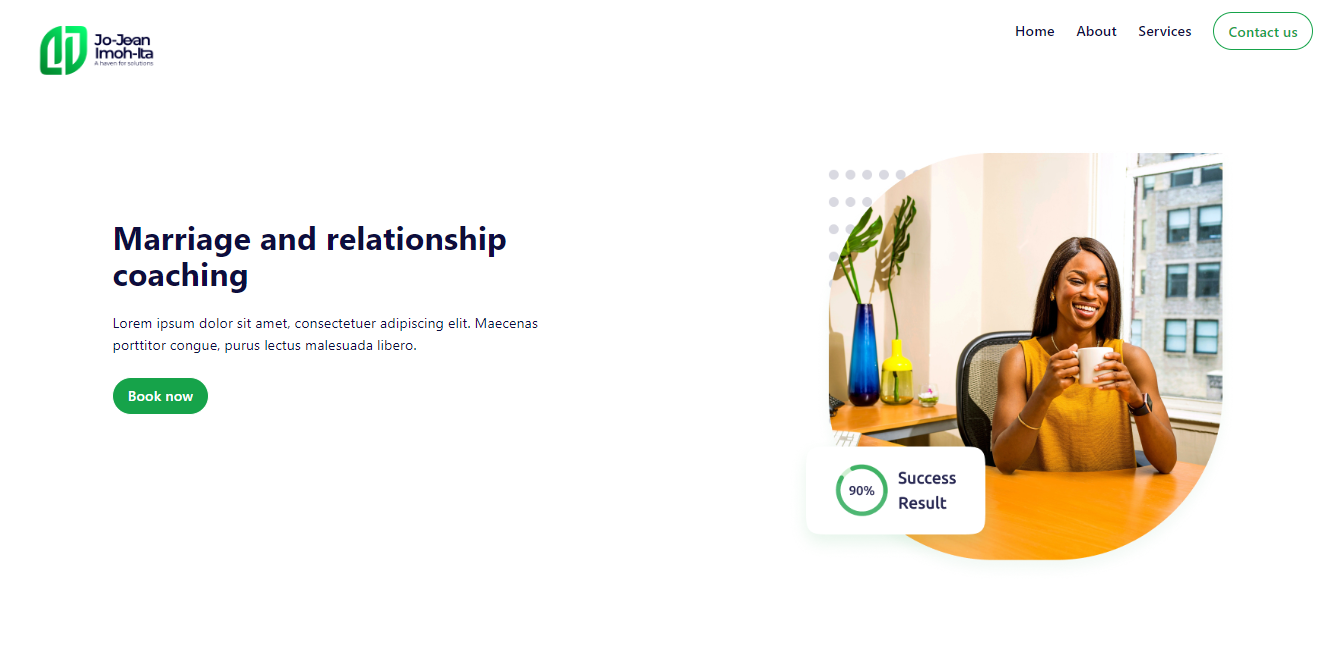 Jo-Jean
Imoh-Ita
A haven for solutions
Home About Services Contact us
Marriage and relationship
coaching
Lorem ipsum dolor sit amet, consectetuer adipiscing elit. Maecenas
porttitor congue, purus lectus malesuada libero.
Book now
90%
Success
Result